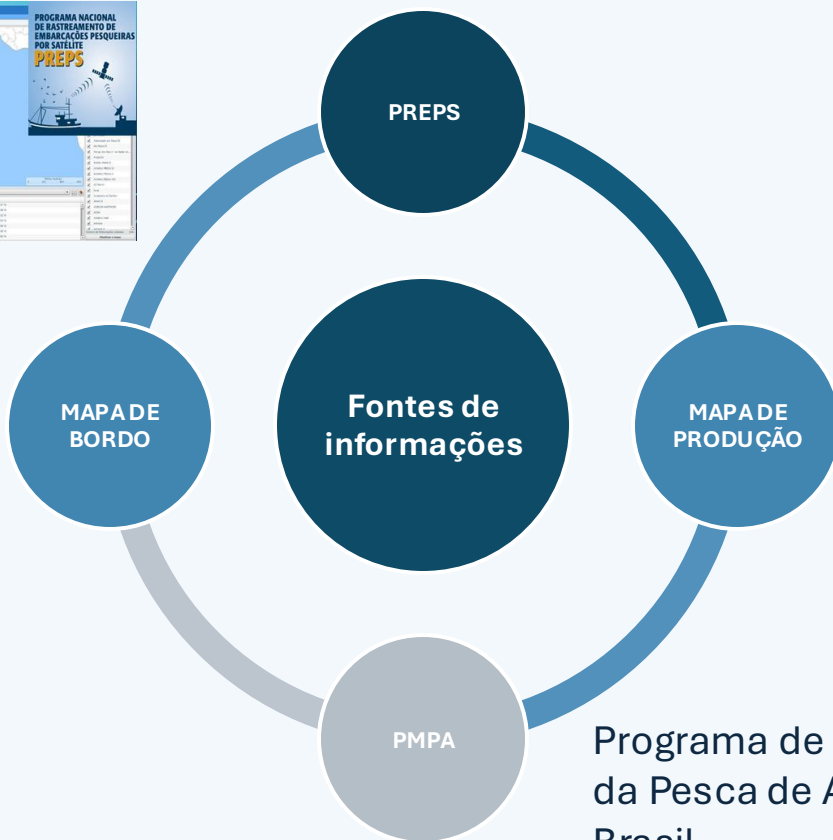 PROGRAMA NACIONAL
DE RASTREAMENTO DE
EMBARCAÇÕES PESQUEIRAS
POR SATÉLITE
PREPS
PREPS
MAPA DE
BORDO
Fontes de
informações
MAPA DE
PRODUÇÃO
PMPA
Programa de
da Pesca de A
Brasil